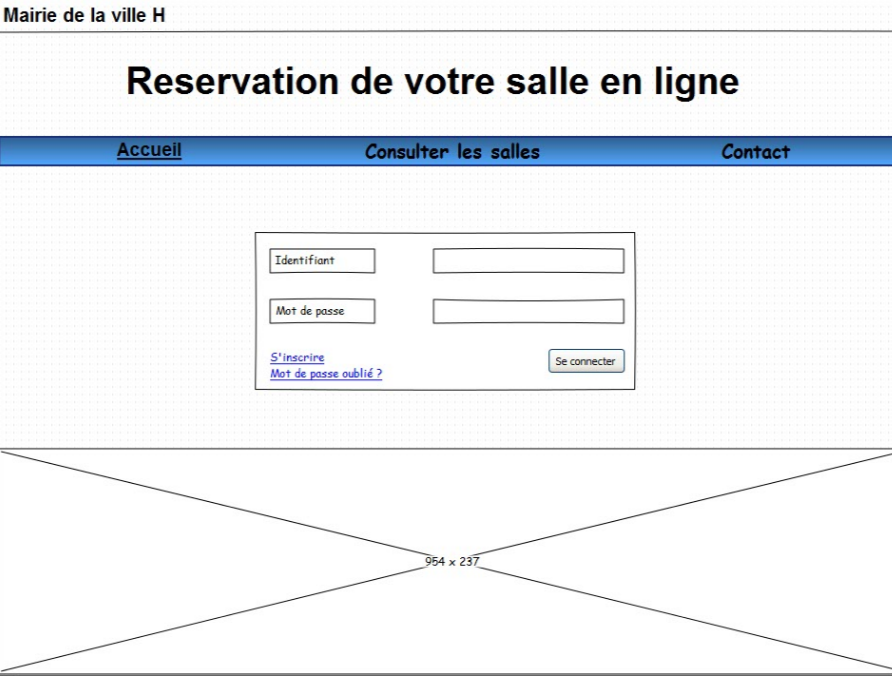 Mairie de la ville H
Reservation de votre salle en ligne
Accueil Consulter les salles Contact
Identifiant
Mot de passe
S'inscrire
Se connecter
Mot de passe oublié ?
954 x 237